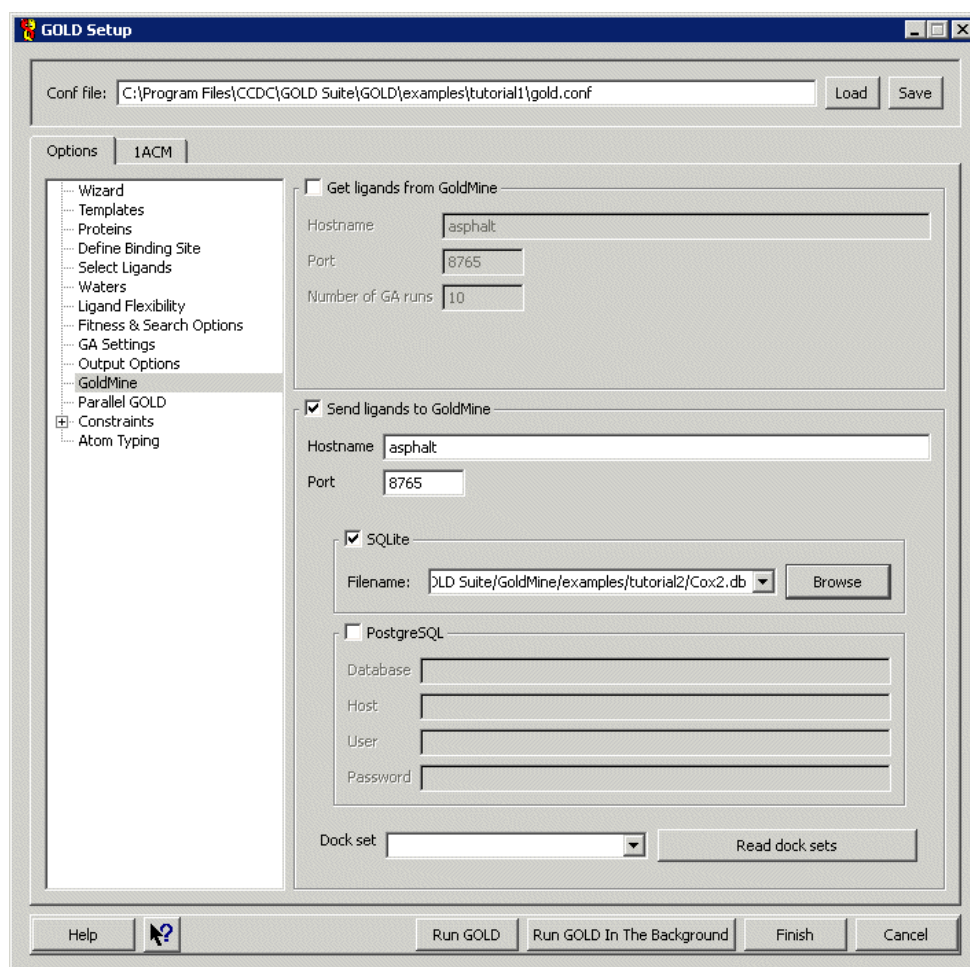 GOLD Setup
Conf file: C:\Program Files\CCDC\GOLD Suite\GOLD\examples\tutorial1\gold.conf Load Save
Options 1ACM
Wizard
Templates
Proteins
Define Binding Site
Select Ligands
Waters
Ligand Flexibility
Fitness & Search Options
GA Settings
Output Options
GoldMine
Parallel GOLD
Constraints
Atom Typing
Get ligands from GoldMine
Hostname asphalt
Port 8765
Number of GA runs 10
Send ligands to GoldMine
Hostname asphalt
Port 8765
SQLite
Filename: OLD Suite/GoldMine/examples/tutorial2/Cox2.db Browse
PostgreSQL
Database
Host
User
Password
Dock set Read dock sets
Help ? Run GOLD Run GOLD In The Background Finish Cancel